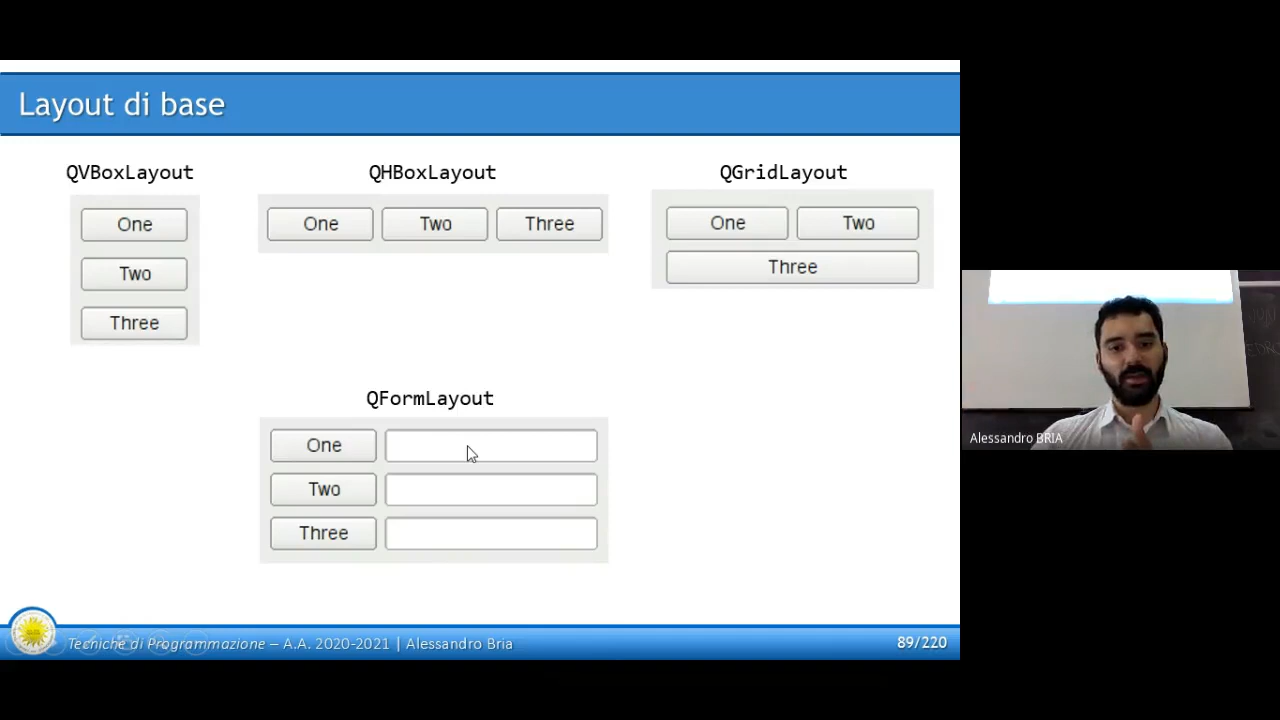 Layout di base
QVBoxLayout
One
Two
Three
QHBoxLayout
One Two Three
QGridLayout
One Two
Three
QFormLayout
One
Two
Three
Tecniche di Programmazione – A.A. 2020-2021 | Alessandro Bria
89/220
Alessandro BRIA